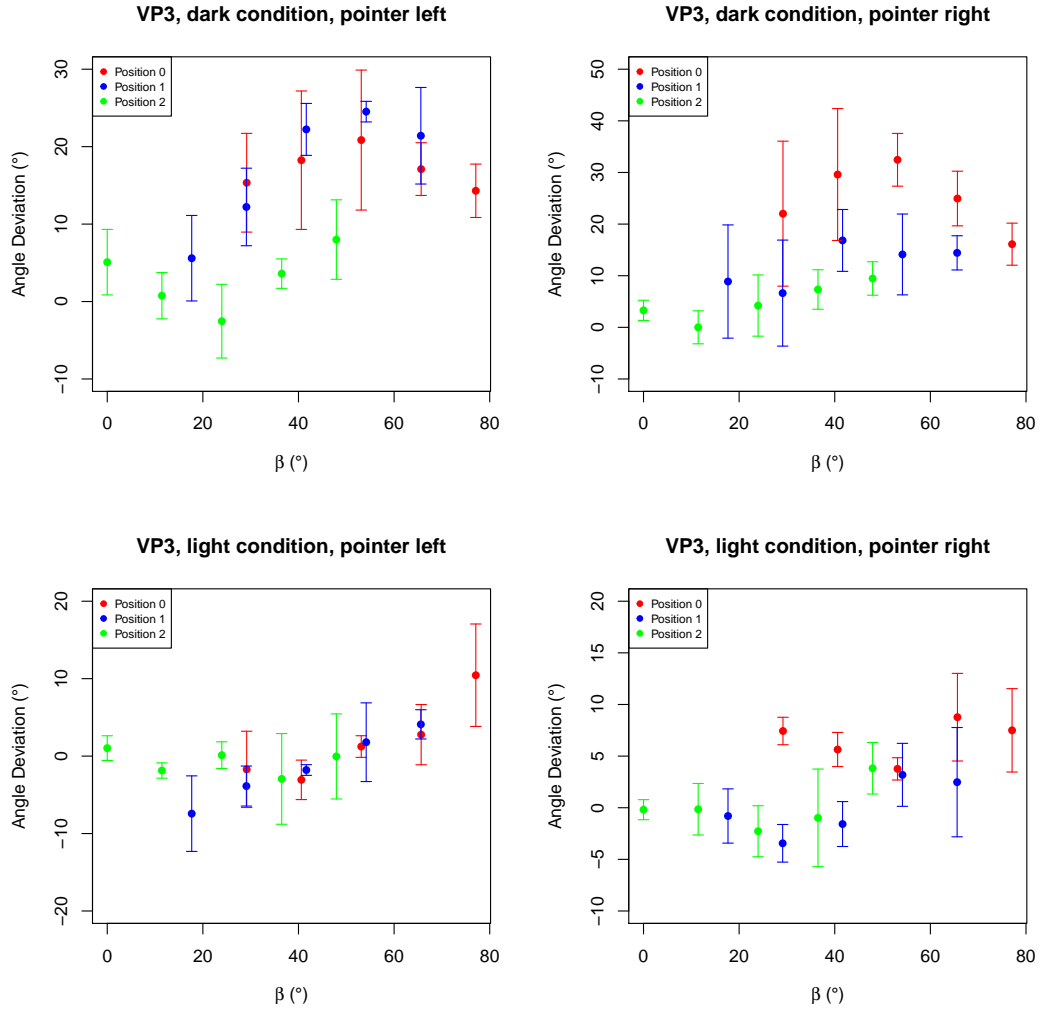 VP3, dark condition, pointer left
Position 0
Position 1
Position 2
30
20
10
0
−10
Angle Deviation (°)
0 20 40 60 80
β (°)
VP3, dark condition, pointer right
Position 0
Position 1
Position 2
50
40
30
20
10
0
−10
Angle Deviation (°)
0 20 40 60 80
β (°)
VP3, light condition, pointer left
Position 0
Position 1
Position 2
20
10
0
−10
−20
Angle Deviation (°)
0 20 40 60 80
β (°)
VP3, light condition, pointer right
Position 0
Position 1
Position 2
20
15
10
5
0
−5
−10
Angle Deviation (°)
0 20 40 60 80
β (°)